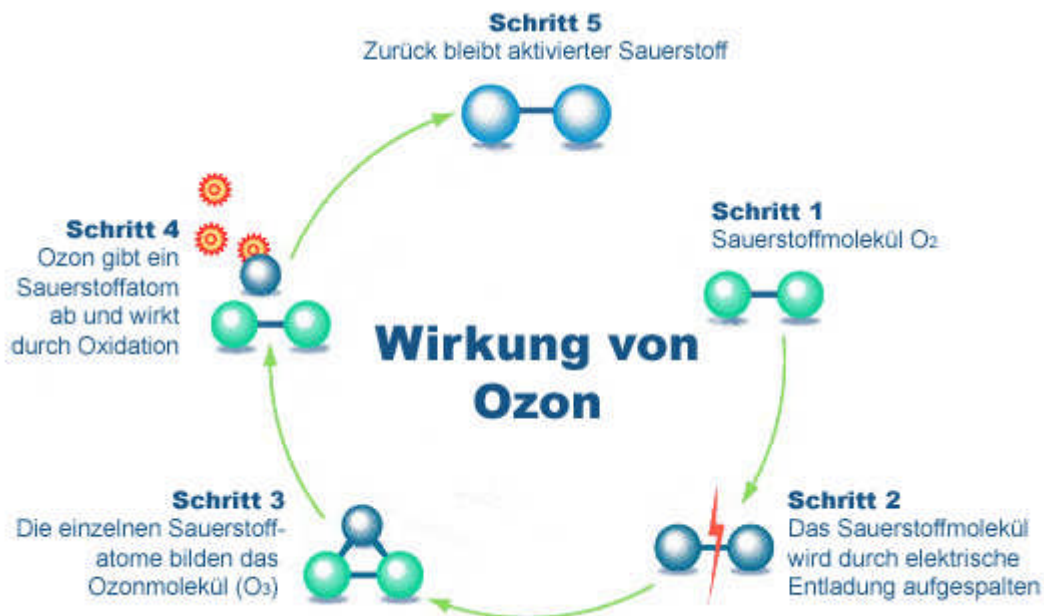 Schritt 5
Zurück bleibt aktivierter Sauerstoff
Schritt 1
Sauerstoffmolekül O₂
Schritt 4
Ozon gibt ein
Sauerstoffatom
ab und wirkt
durch Oxidation
Wirkung von
Ozon
Schritt 3
Die einzelnen Sauerstoff-
atome bilden das
Ozonmolekül (O₃)
Schritt 2
Das Sauerstoffmolekül
wird durch elektrische
Entladung aufgespalten